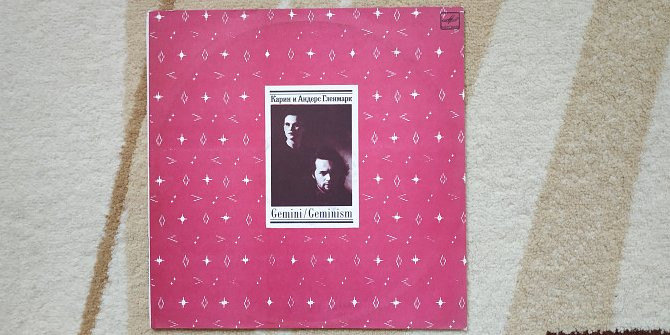 Карин и Андерс Гленмарк
Gemini/Geminism